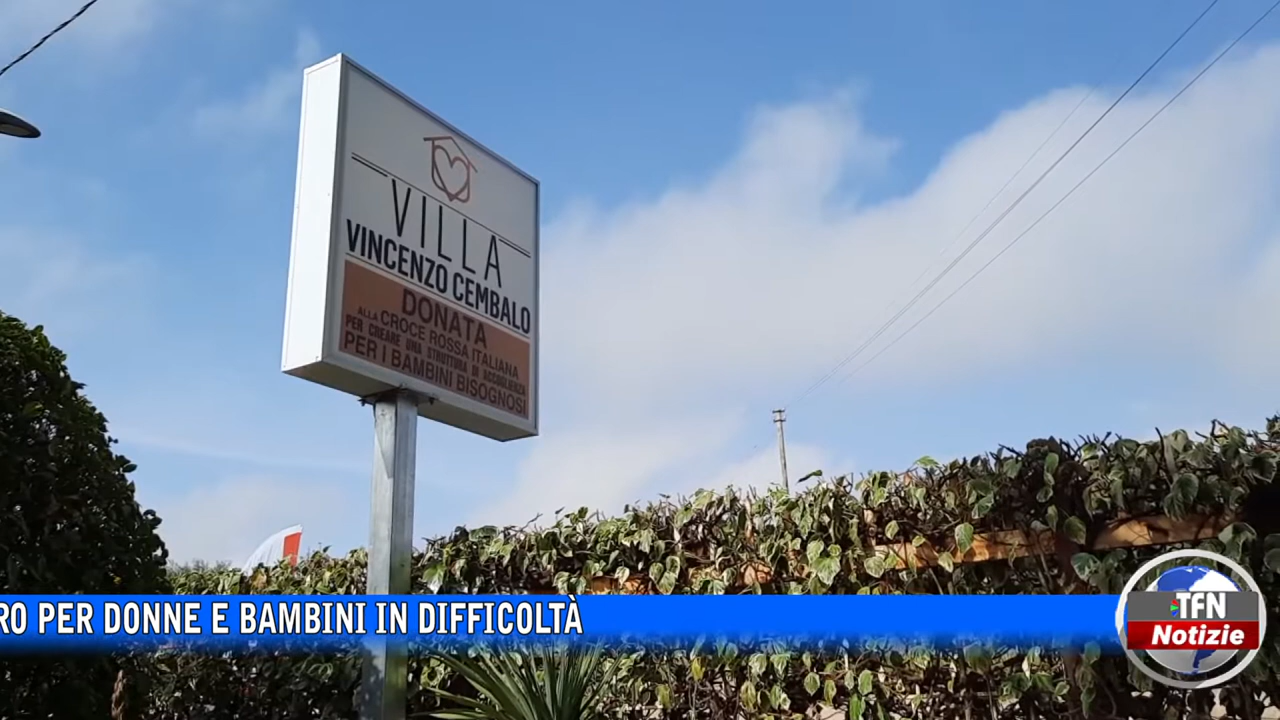 VILLA
VINCENZO CEMBALO
DONATA
ALLA CROCE ROSSA ITALIANA
PER CREARE UNA STRUTTURA DI ACCOGLIENZA
PER I BAMBINI BISOGNOSI
RO PER DONNE E BAMBINI IN DIFFICOLTÀ
TFN
Notizie